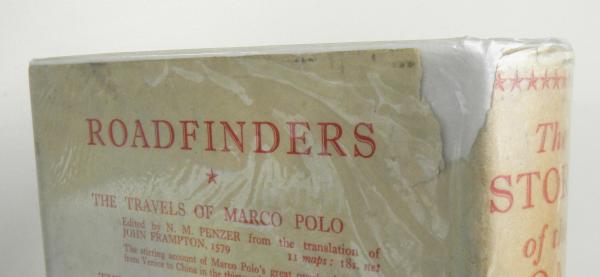 ROADFINDERS
★
THE TRAVELS OF MARCO POLO
Edited by N. M. PENZER from the translation of
JOHN FRAMPTON, 1579 11 maps: 18s. net
The stirring account of Marco Polo's great
from Venice to China in the
★★★★★
The
STOR
of